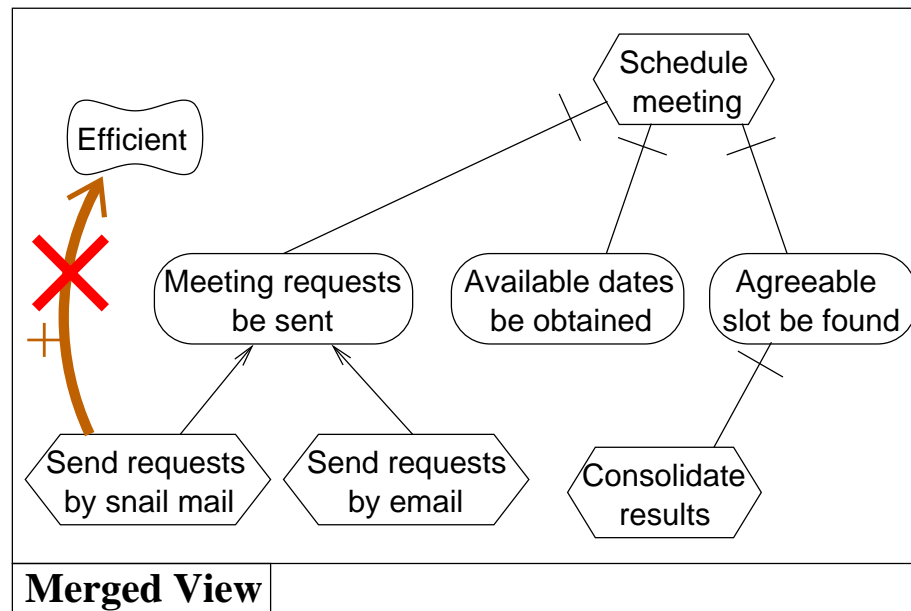 Schedule
meeting
Efficient
Meeting requests
be sent
Available dates
be obtained
Agreeable
slot be found
+
Send requests
by snail mail
Send requests
by email
Consolidate
results
Merged View